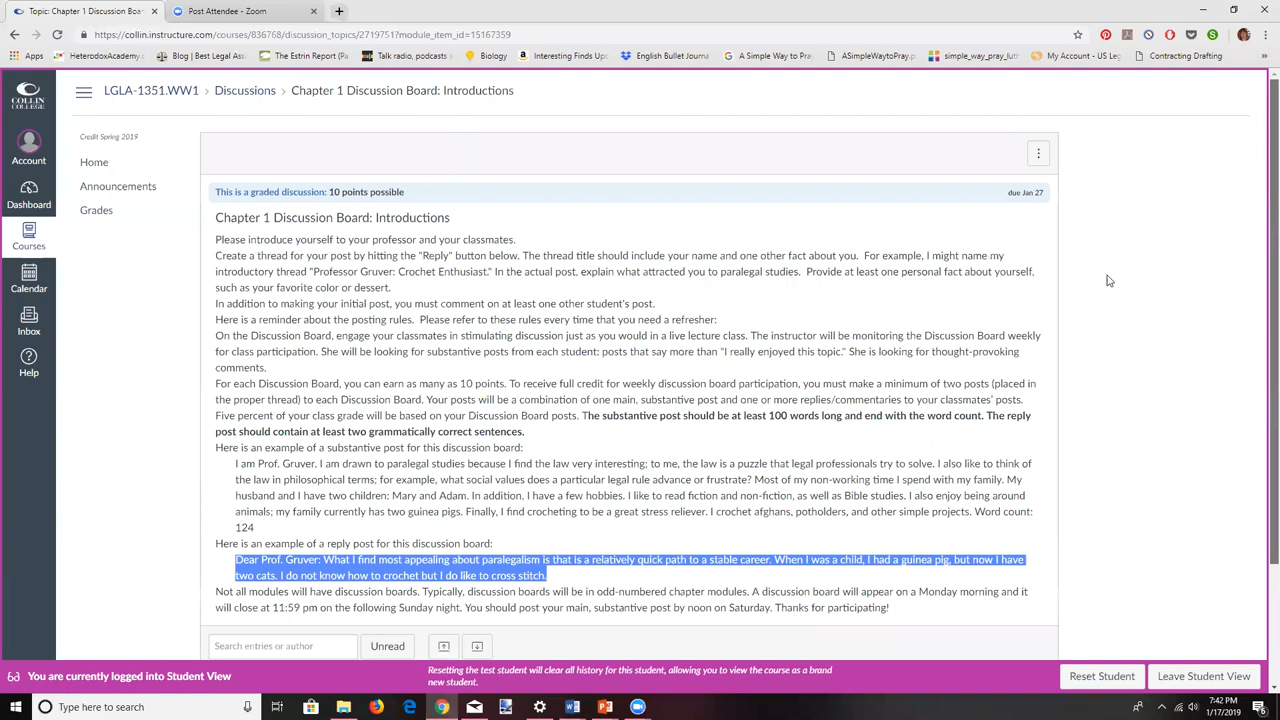 Topic: Chapter 1 Discussion Board:
Post Attendee - Zoom
https://collin.instructure.com/courses/836768/discussion_topics/2719751?module_item_id=15167359
Apps
HeterodoxAcademy
Blog | Best Legal Ass
The Estrin Report (P
Talk radio, podcasts
Biology
Interesting Finds Upd
English Bullet Journal
A Simple Way to Pray
ASimpleWaytoPray.
simple_way_pray_luth
My Account - US Leg
Contracting Drafting
COLLIN COLLEGE
Account
Dashboard
Courses
Calendar
Inbox
Help
LGLA-1351.WW1 › Discussions › Chapter 1 Discussion Board: Introductions
Credit Spring 2019
Home
Announcements
Grades
This is a graded discussion: 10 points possible
due Jan 27
Chapter 1 Discussion Board: Introductions
Please introduce yourself to your professor and your classmates.
Create a thread for your post by hitting the "Reply" button below. The thread title should include your name and one other fact about you. For example, I might name my
introductory thread "Professor Gruver: Crochet Enthusiast." In the actual post, explain what attracted you to paralegal studies. Provide at least one personal fact about yourself,
such as your favorite color or dessert.
In addition to making your initial post, you must comment on at least one other student's post.
Here is a reminder about the posting rules. Please refer to these rules every time that you need a refresher:
On the Discussion Board, engage your classmates in stimulating discussion just as you would in a live lecture class. The instructor will be monitoring the Discussion Board weekly
for class participation. She will be looking for substantive posts from each student: posts that say more than "I really enjoyed this topic." She is looking for thought-provoking
comments.
For each Discussion Board, you can earn as many as 10 points. To receive full credit for weekly discussion board participation, you must make a minimum of two posts (placed in
the proper thread) to each Discussion Board. Your posts will be a combination of one main, substantive post and one or more replies/commentaries to your classmates' posts.
Five percent of your class grade will be based on your Discussion Board posts. The substantive post should be at least 100 words long and end with the word count. The reply
post should contain at least two grammatically correct sentences.
Here is an example of a substantive post for this discussion board:
I am Prof. Gruver. I am drawn to paralegal studies because I find the law very interesting; to me, the law is a puzzle that legal professionals try to solve. I also like to think of
the law in philosophical terms; for example, what social values does a particular legal rule advance or frustrate? Most of my non-working time I spend with my family. My
husband and I have two children: Mary and Adam. In addition, I have a few hobbies. I like to read fiction and non-fiction, as well as Bible studies. I also enjoy being around
animals; my family currently has two guinea pigs. Finally, I find crocheting to be a great stress reliever. I crochet afghans, potholders, and other simple projects. Word count:
124
Here is an example of a reply post for this discussion board:
Dear Prof. Gruver: What I find most appealing about paralegalism is that is a relatively quick path to a stable career. When I was a child, I had a guinea pig, but now I have
two cats. I do not know how to crochet but I do like to cross stitch.
Not all modules will have discussion boards. Typically, discussion boards will be in odd-numbered chapter modules. A discussion board will appear on a Monday morning and it
will close at 11:59 pm on the following Sunday night. You should post your main, substantive post by noon on Saturday. Thanks for participating!
Search entries or author
Unread
You are currently logged into Student View
Resetting the test student will clear all history for this student, allowing you to view the course as a brand
new student.
Reset Student
Leave Student View
Type here to search
7:42 PM
1/17/2019